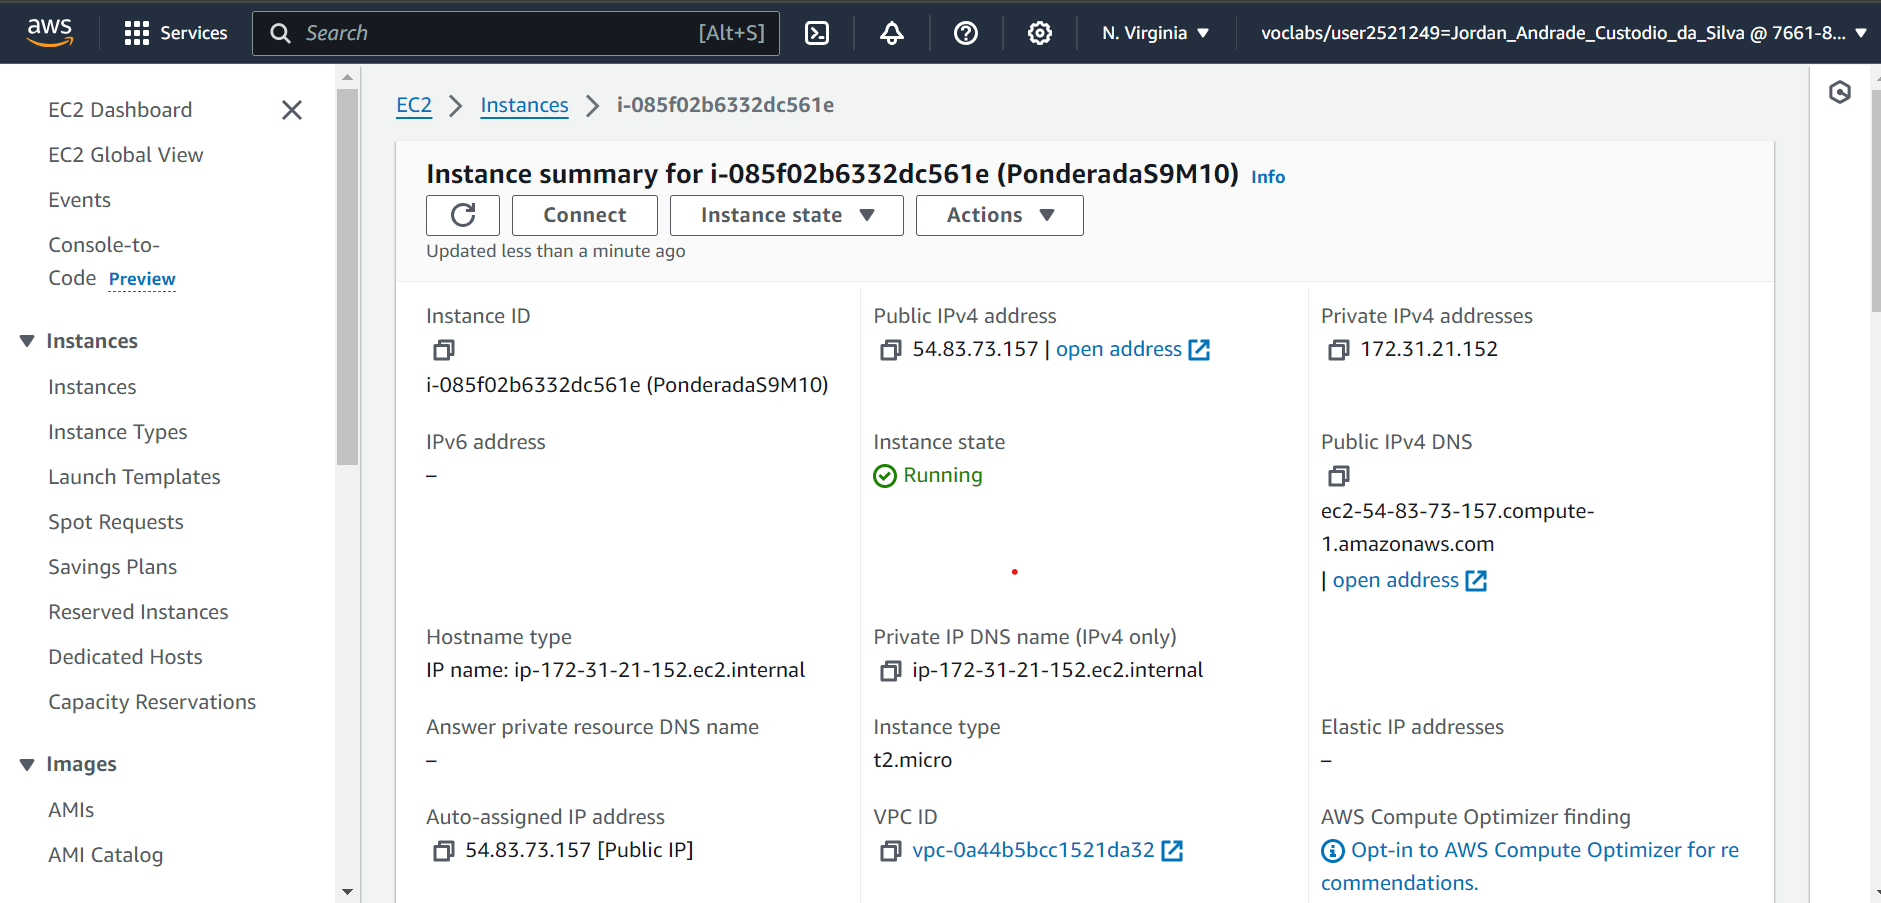 aws Services Search [Alt+S] N. Virginia voclabs/user2521249=Jordan_Andrade_Custodio_da_Silva @ 7661-8...
EC2 Dashboard
EC2 Global View
Events
Console-to-
Code Preview
Instances
Instances
Instance Types
Launch Templates
Spot Requests
Savings Plans
Reserved Instances
Dedicated Hosts
Capacity Reservations
Images
AMIs
AMI Catalog
EC2 Instances i-085f02b6332dc561e
Instance summary for i-085f02b6332dc561e (PonderadaS9M10) Info
Connect Instance state Actions
Updated less than a minute ago
Instance ID
i-085f02b6332dc561e (PonderadaS9M10)
Public IPv4 address
54.83.73.157 | open address
Private IPv4 addresses
172.31.21.152
IPv6 address
–
Instance state
Running
Public IPv4 DNS
ec2-54-83-73-157.compute-
1.amazonaws.com
| open address
Hostname type
IP name: ip-172-31-21-152.ec2.internal
Private IP DNS name (IPv4 only)
ip-172-31-21-152.ec2.internal
Answer private resource DNS name
–
Instance type
t2.micro
Elastic IP addresses
–
Auto-assigned IP address
54.83.73.157 [Public IP]
VPC ID
vpc-0a44b5bcc1521da32
AWS Compute Optimizer finding
Opt-in to AWS Compute Optimizer for re
commendations.